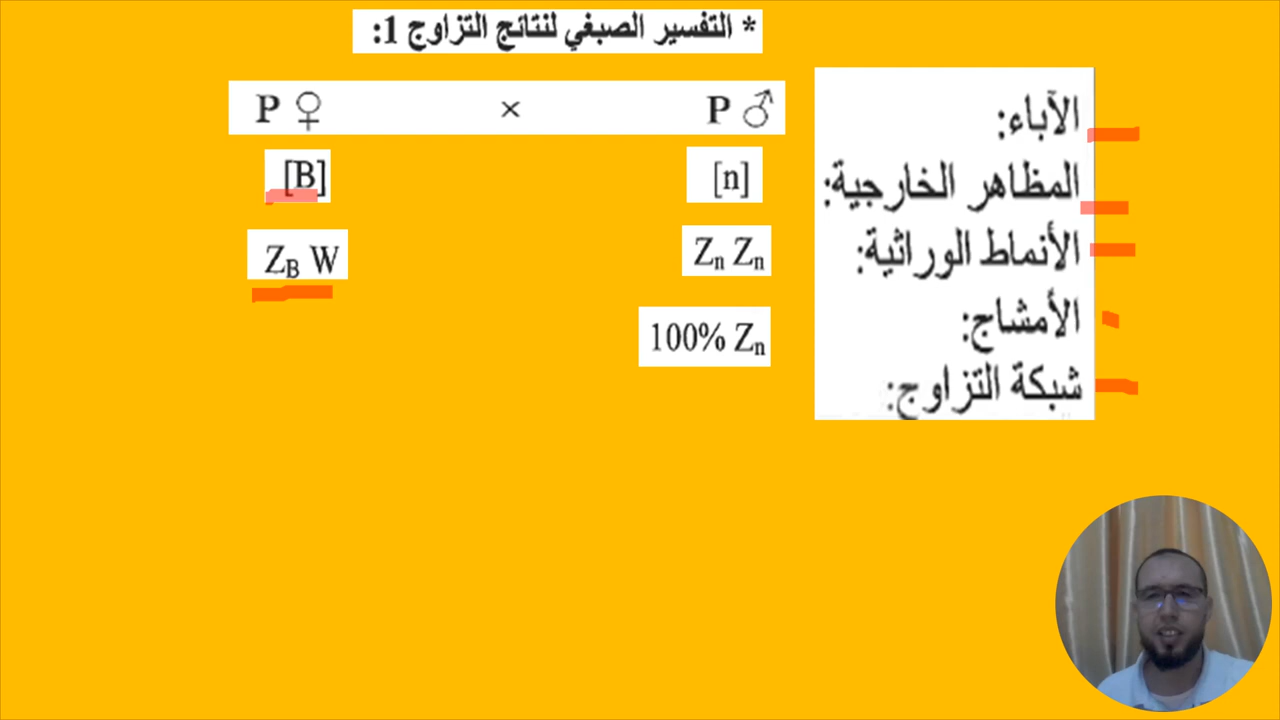 * التفسير الصبغي لنتائج التزاوج 1:
الآباء: P ♂ × P ♀
المظاهر الخارجية: [n] [B]
الأنماط الوراثية: Zn Zn ZB W
الأمشاج: 100% Zn
شبكة التزاوج: